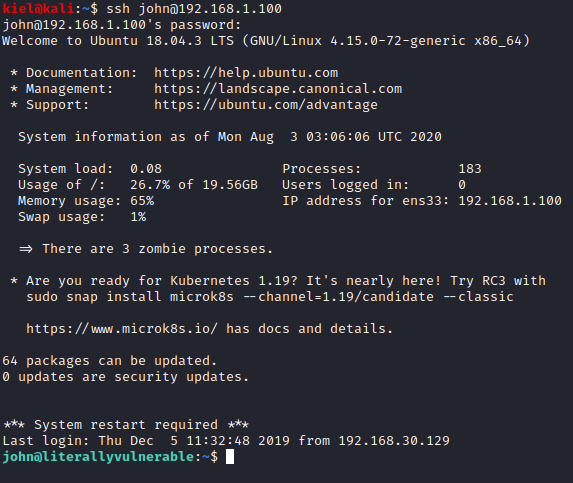 kiel@kali:~$ ssh john@192.168.1.100
john@192.168.1.100's password:
Welcome to Ubuntu 18.04.3 LTS (GNU/Linux 4.15.0-72-generic x86_64)
* Documentation:  https://help.ubuntu.com
* Management:     https://landscape.canonical.com
* Support:        https://ubuntu.com/advantage
System information as of Mon Aug  3 03:06:06 UTC 2020
System load:  0.08              Processes:            183
Usage of /:   26.7% of 19.56GB  Users logged in:      0
Memory usage: 65%               IP address for ens33: 192.168.1.100
Swap usage:   1%
=> There are 3 zombie processes.
* Are you ready for Kubernetes 1.19? It's nearly here! Try RC3 with
sudo snap install microk8s --channel=1.19/candidate --classic
https://www.microk8s.io/ has docs and details.
64 packages can be updated.
0 updates are security updates.
*** System restart required ***
Last login: Thu Dec  5 11:32:48 2019 from 192.168.30.129
john@literallyvulnerable:~$